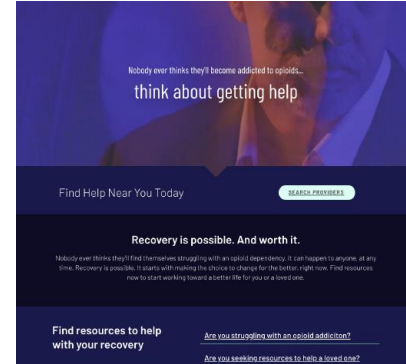 Nobody ever thinks they'll become addicted to opioids...
think about getting help
Find Help Near You Today
SEARCH PROVIDERS
Recovery is possible. And worth it.
Nobody ever thinks they'll find themselves struggling with an opioid dependency. It can happen to anyone, at any
time. Recovery is possible. It starts with making the choice to change for the better, right now. Find resources
now to start working toward a better life for you or a loved one.
Find resources to help
with your recovery
Are you struggling with an opioid addiciton?
Are you seeking resources to help a loved one?